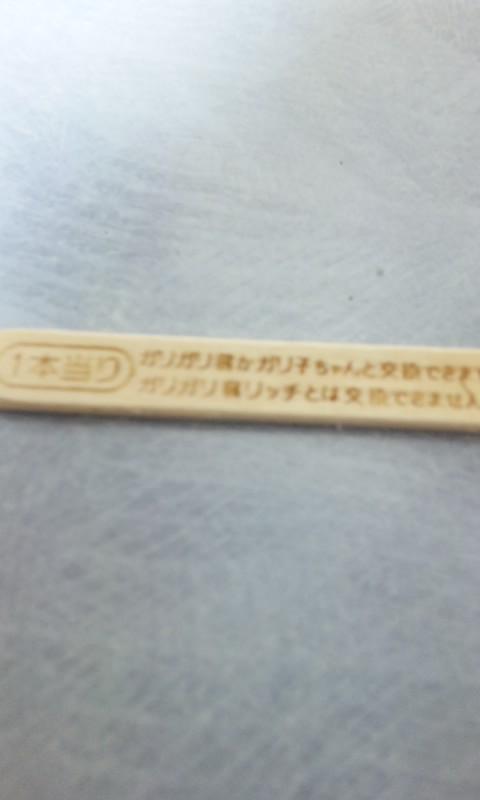 1本当り
ガリガリ君かガリ子ちゃんと交換できます
ガリガリ君リッチとは交換できませ